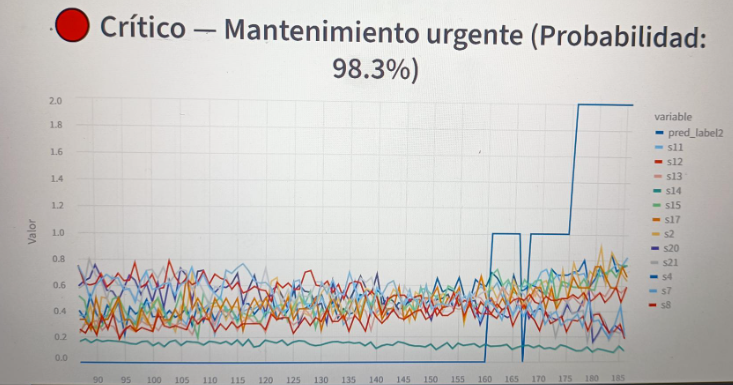 Crítico — Mantenimiento urgente (Probabilidad:
98.3%)
2.0
1.8
1.6
1.4
1.2
1.0
0.8
0.6
0.4
0.2
0.0
Valor
90 95 100 105 110 115 120 125 130 135 140 145 150 155 160 165 170 175 180 185
variable
pred_label2
s11
s12
s13
s14
s15
s17
s2
s20
s21
s4
s7
s8